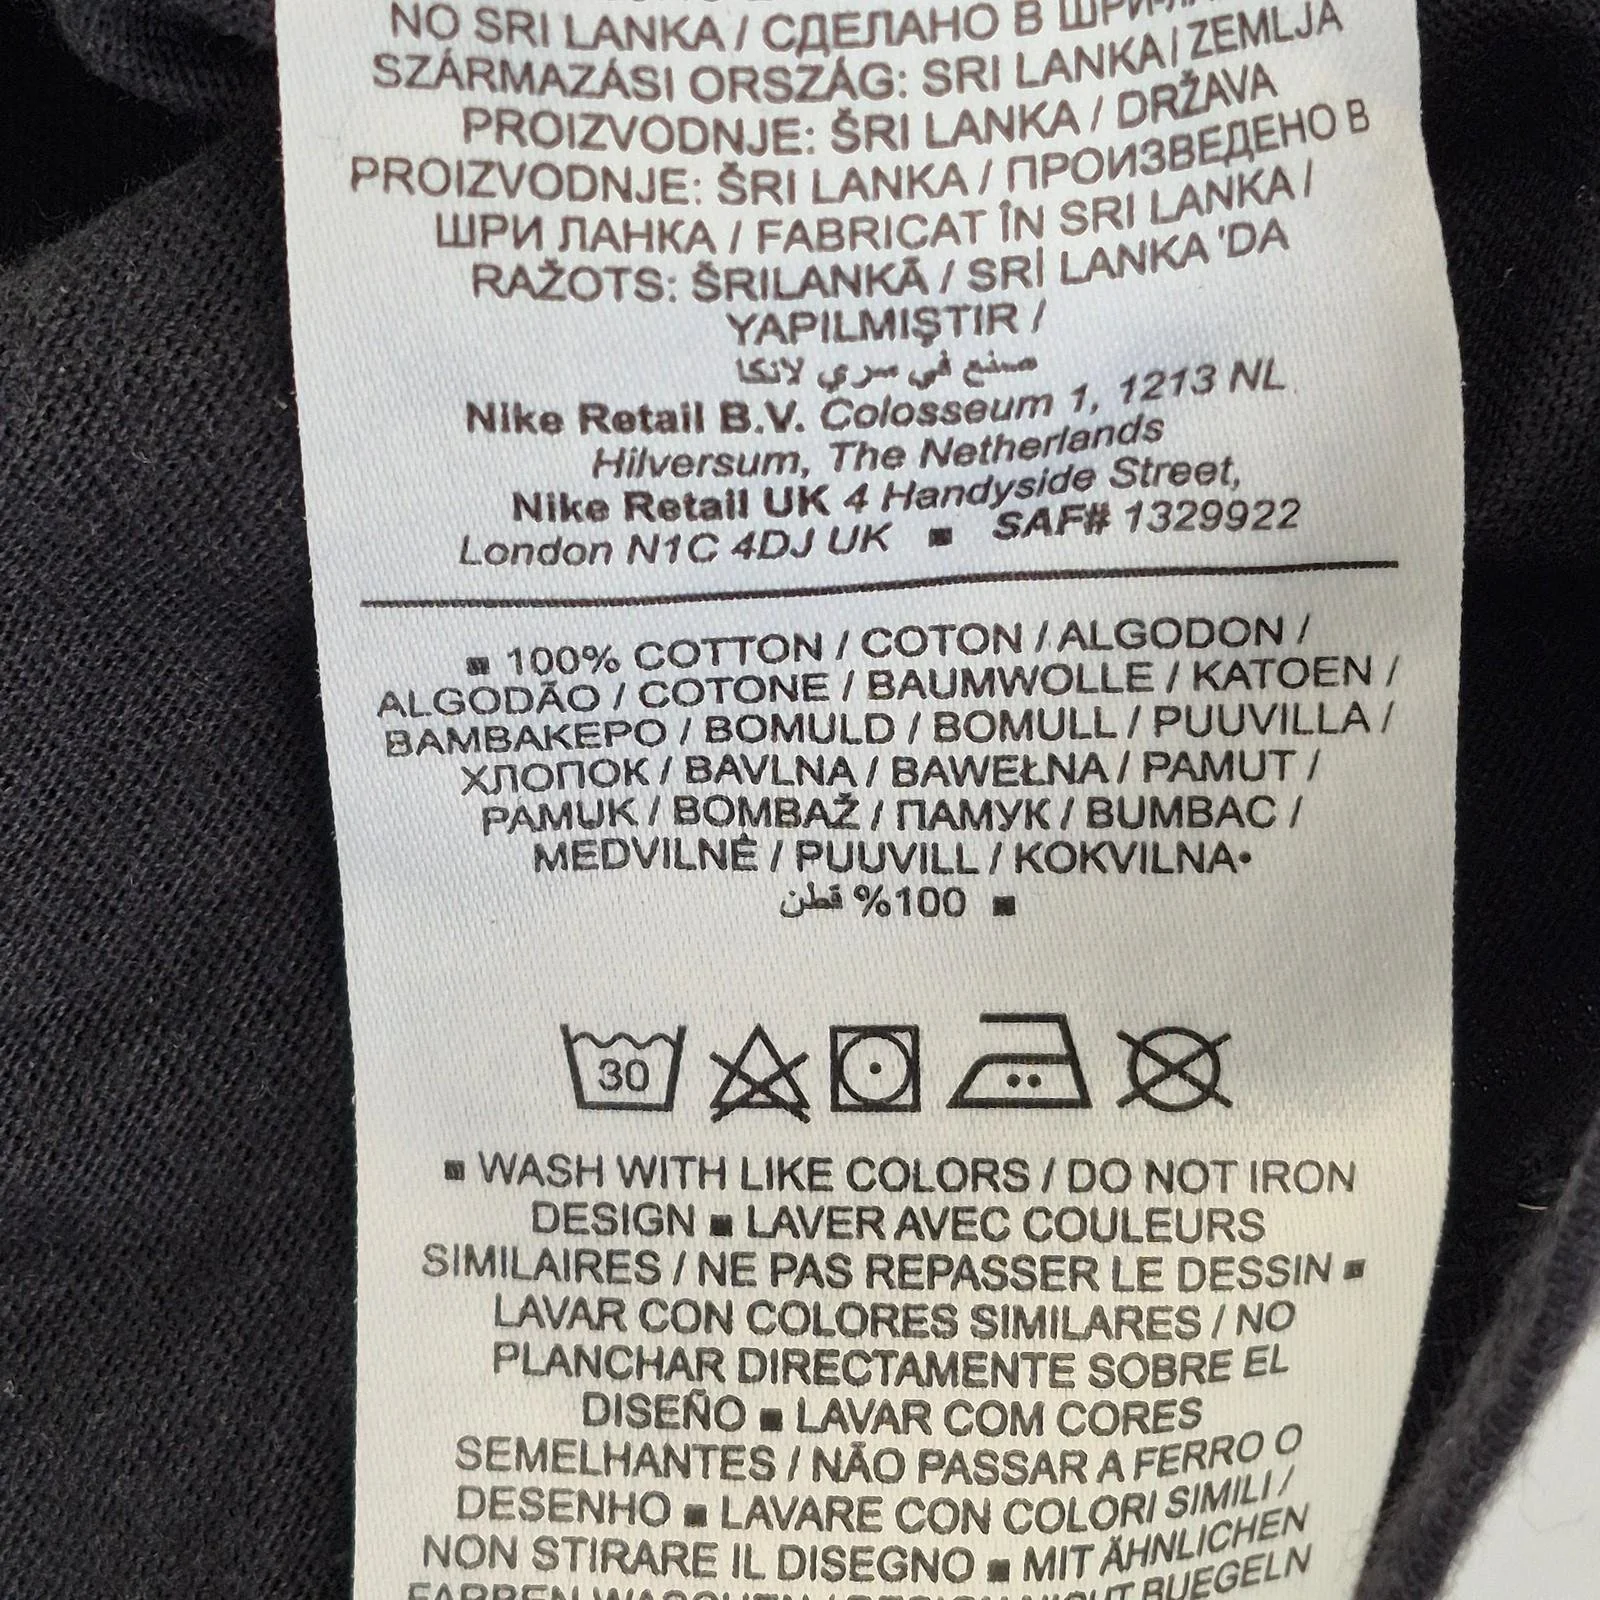 NO SRI LANKA / СДЕЛАНО В ШРИ-
SZÁRMAZÁSI ORSZÁG: SRI LANKA / ZEMLJA
PROIZVODNJE: ŠRI LANKA / DRŽAVA
PROIZVODNJE: ŠRI LANKA / ПРОИЗВЕДЕНО В
ШРИ ЛАНКА / FABRICAT ÎN SRI LANKA /
RAŽOTS: ŠRILANKĀ / SRİ LANKA 'DA
YAPILMIŞTIR /
صنع في سري لانكا
Nike Retail B.V. Colosseum 1, 1213 NL
Hilversum, The Netherlands
Nike Retail UK 4 Handyside Street,
London N1C 4DJ UK ■ SAF# 1329922
■ 100% COTTON / COTON / ALGODON /
ALGODÃO / COTONE / BAUMWOLLE / KATOEN /
ΒΑΜΒΑΚΕΡΟ / BOMULD / BOMULL / PUUVILLA /
ХЛОПОК / BAVLNA / BAWEŁNA / PAMUT /
PAMUK / BOMBAŽ / ПАМУК / BUMBAC /
MEDVILNĖ / PUUVILL / KOKVILNA•
■ 100% قطن
30
■ WASH WITH LIKE COLORS / DO NOT IRON
DESIGN ■ LAVER AVEC COULEURS
SIMILAIRES / NE PAS REPASSER LE DESSIN ■
LAVAR CON COLORES SIMILARES / NO
PLANCHAR DIRECTAMENTE SOBRE EL
DISEÑO ■ LAVAR COM CORES
SEMELHANTES / NÃO PASSAR A FERRO O
DESENHO ■ LAVARE CON COLORI SIMILI /
NON STIRARE IL DISEGNO ■ MIT ÄHNLICHEN
FARBEN WASCHEN / DESIGN NICHT BUEGELN